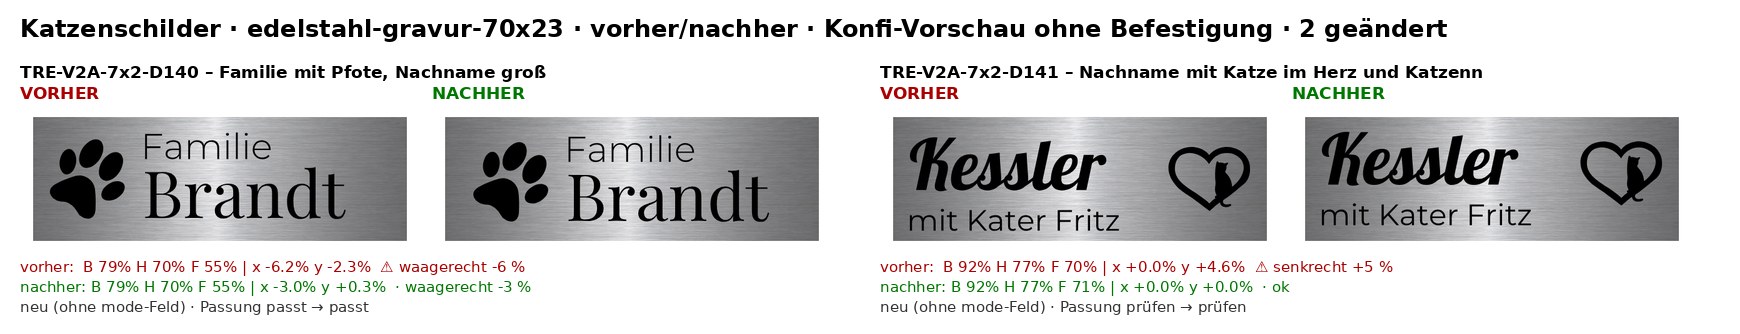 Katzenschilder · edelstahl-gravur-70x23 · vorher/nachher · Konfi-Vorschau ohne Befestigung · 2 geändert
TRE-V2A-7x2-D140 – Familie mit Pfote, Nachname groß
VORHER
NACHHER
Familie
Brandt
Familie
Brandt
vorher:  B 79% H 70% F 55% | x -6.2% y -2.3%  ⚠ waagerecht -6 %
nachher: B 79% H 70% F 55% | x -3.0% y +0.3%  · waagerecht -3 %
neu (ohne mode-Feld) · Passung passt → passt
TRE-V2A-7x2-D141 – Nachname mit Katze im Herz und Katzenn
VORHER
NACHHER
Kessler
mit Kater Fritz
Kessler
mit Kater Fritz
vorher:  B 92% H 77% F 70% | x +0.0% y +4.6%  ⚠ senkrecht +5 %
nachher: B 92% H 77% F 71% | x +0.0% y +0.0%  · ok
neu (ohne mode-Feld) · Passung prüfen → prüfen